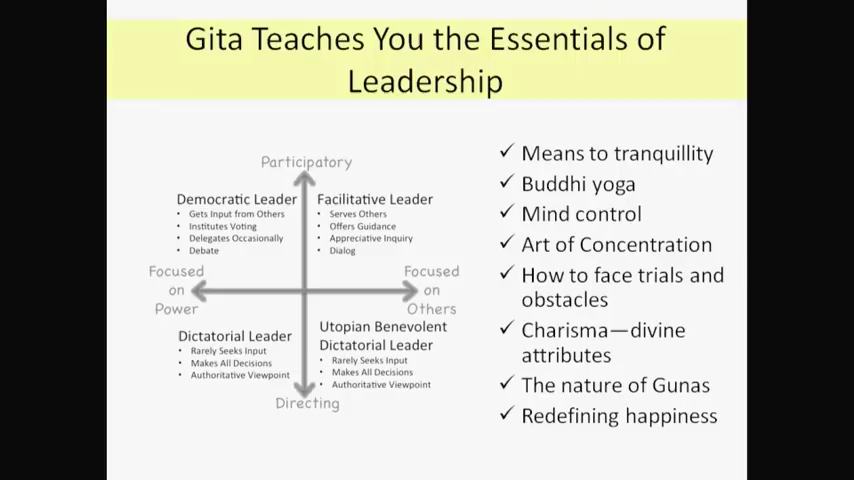 Gita Teaches You the Essentials of
Leadership
Participatory
Democratic Leader
• Gets Input from Others
• Institutes Voting
• Delegates Occasionally
• Debate
Facilitative Leader
• Serves Others
• Offers Guidance
• Appreciative Inquiry
• Dialog
Focused
on
Power
Focused
on
Others
Dictatorial Leader
• Rarely Seeks Input
• Makes All Decisions
• Authoritative Viewpoint
Utopian Benevolent
Dictatorial Leader
• Rarely Seeks Input
• Makes All Decisions
• Authoritative Viewpoint
Directing
✓ Means to tranquillity
✓ Buddhi yoga
✓ Mind control
✓ Art of Concentration
✓ How to face trials and
obstacles
✓ Charisma—divine
attributes
✓ The nature of Gunas
✓ Redefining happiness